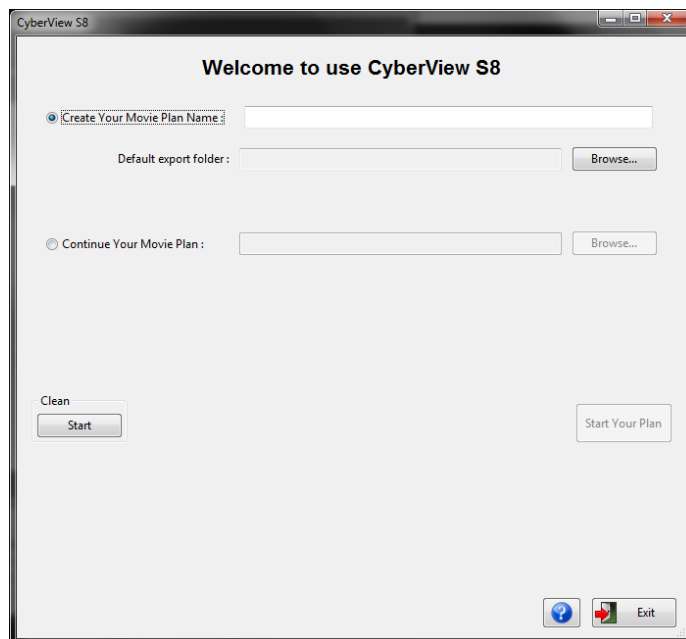 CyberView S8
Welcome to use CyberView S8
Create Your Movie Plan Name :
Default export folder :
Browse...
Continue Your Movie Plan :
Browse...
Clean
Start
Start Your Plan
?
Exit